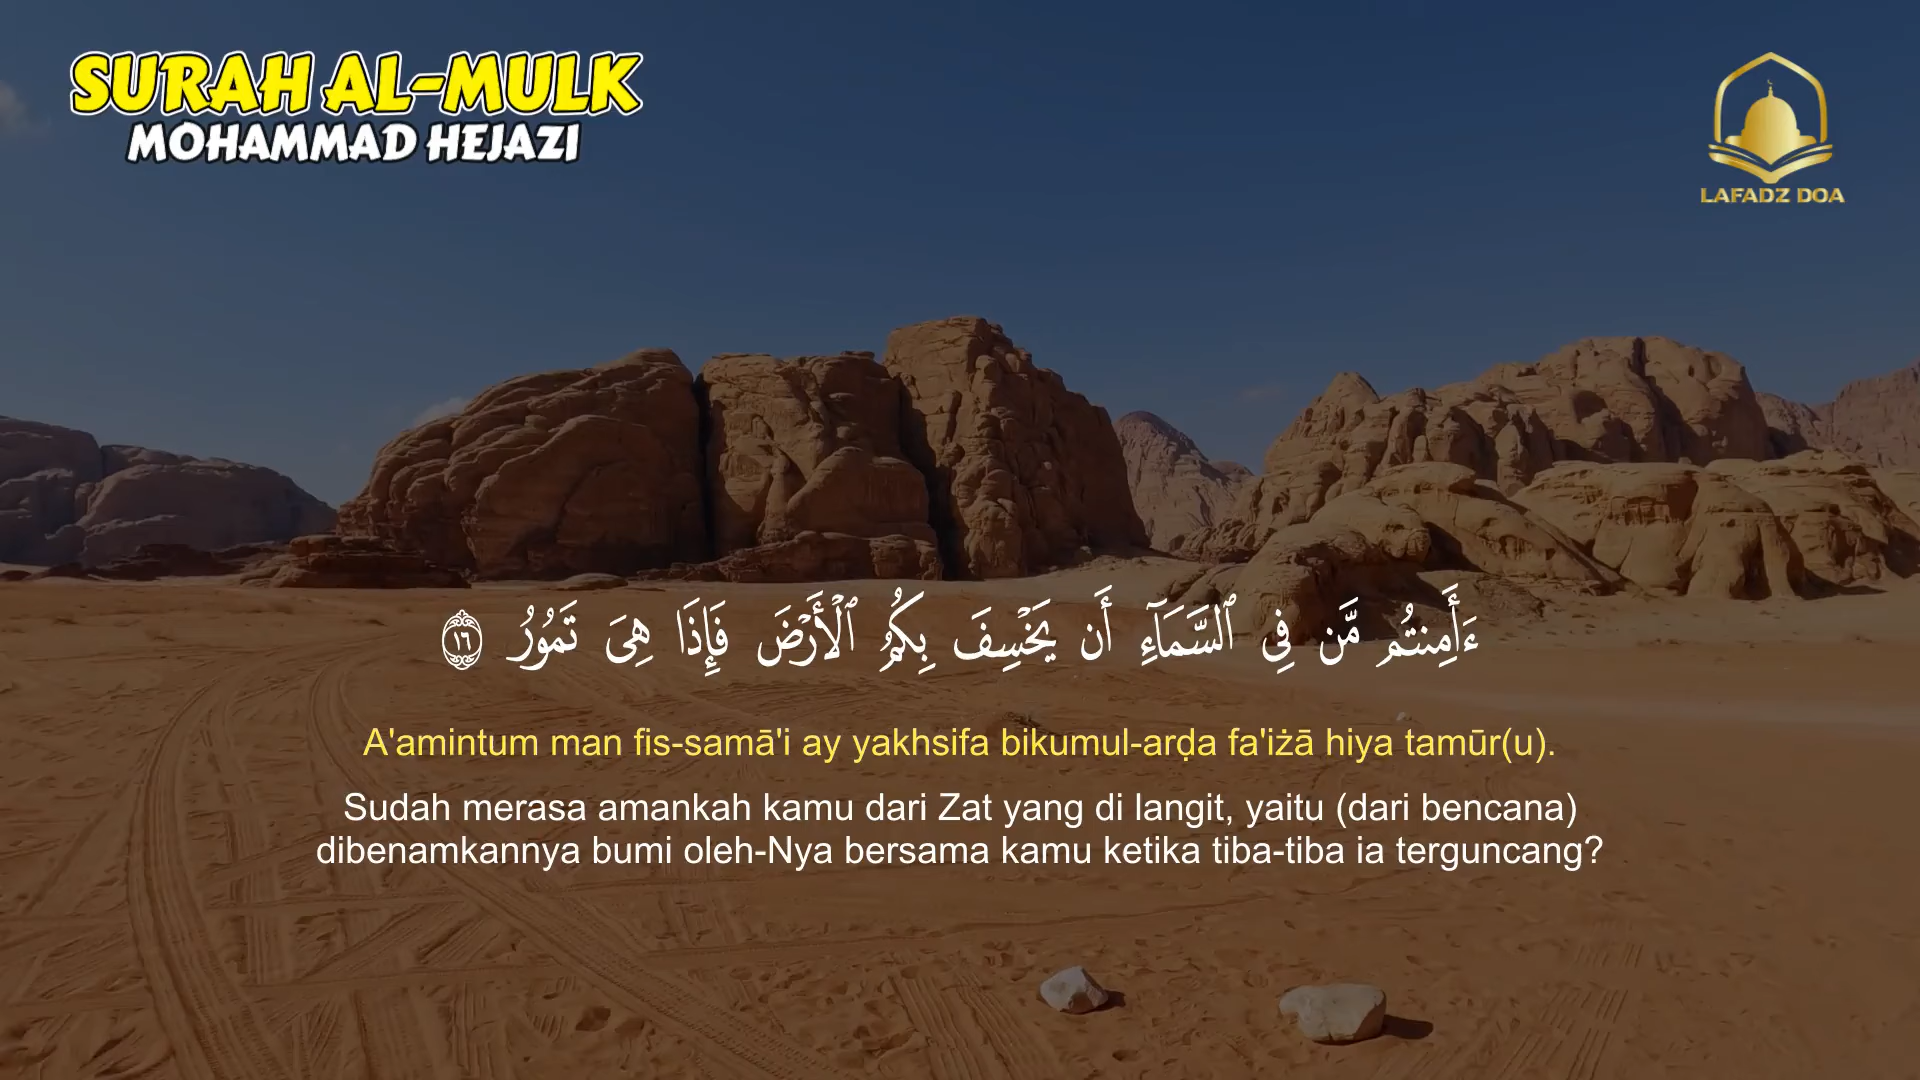 SURAH AL-MULK
MOHAMMAD HEJAZI
LAFADZ DOA
ءَأَمِنتُم مَّن فِي ٱلسَّمَآءِ أَن يَخْسِفَ بِكُمُ ٱلْأَرْضَ فَإِذَا هِيَ تَمُورُ ١٦
A'amintum man fis-samā'i ay yakhsifa bikumul-arḍa fa'iżā hiya tamūr(u).
Sudah merasa amankah kamu dari Zat yang di langit, yaitu (dari bencana)
dibenamkannya bumi oleh-Nya bersama kamu ketika tiba-tiba ia terguncang?